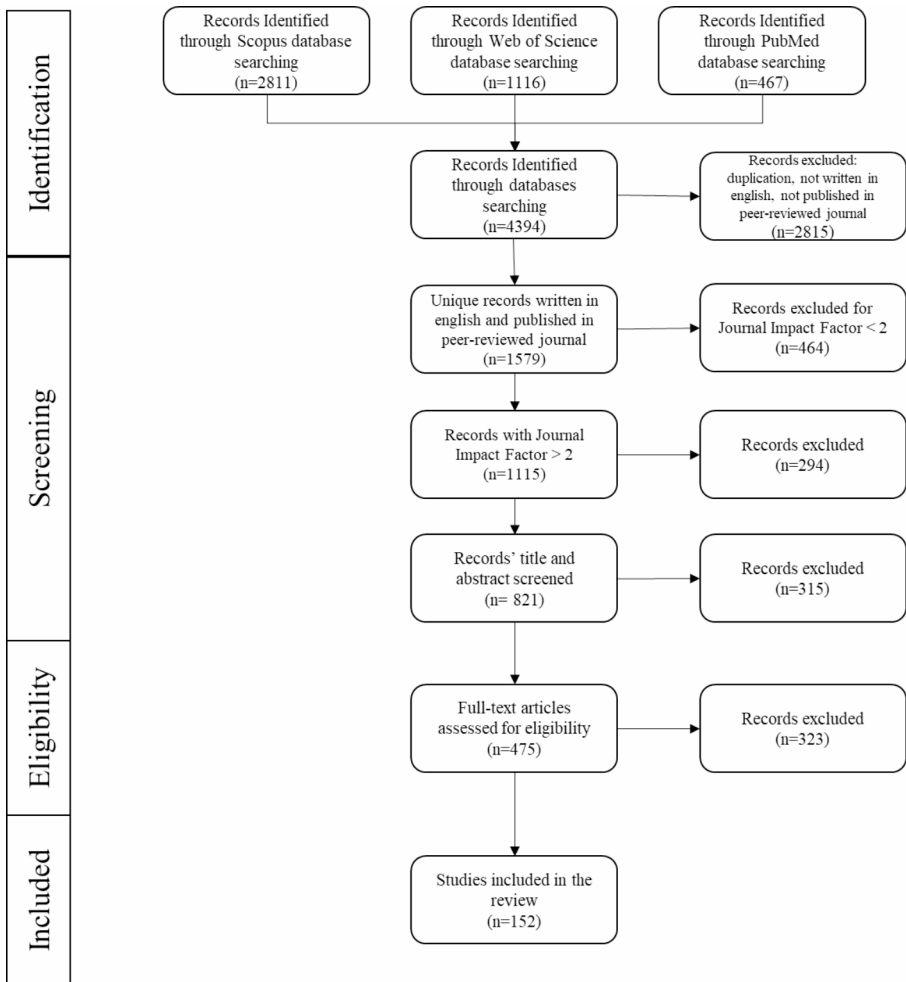 Identification
Records Identified
through Scopus database
searching
(n=2811)
Records Identified
through Web of Science
database searching
(n=1116)
Records Identified
through PubMed
database searching
(n=467)
Records Identified
through databases
searching
(n=4394)
Records excluded:
duplication, not written in
english, not published in
peer-reviewed journal
(n=2815)
Screening
Unique records written in
english and published in
peer-reviewed journal
(n=1579)
Records excluded for
Journal Impact Factor < 2
(n=464)
Records with Journal
Impact Factor > 2
(n=1115)
Records excluded
(n=294)
Records’ title and
abstract screened
(n= 821)
Records excluded
(n=315)
Eligibility
Full-text articles
assessed for eligibility
(n=475)
Records excluded
(n=323)
Included
Studies included in the
review
(n=152)